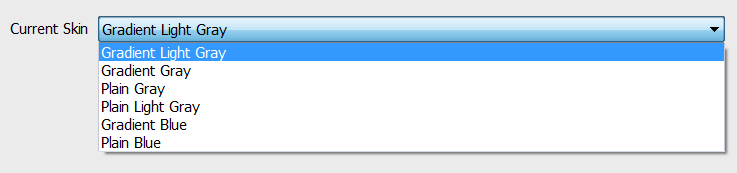 Current Skin Gradient Light Gray
Gradient Light Gray
Gradient Gray
Plain Gray
Plain Light Gray
Gradient Blue
Plain Blue